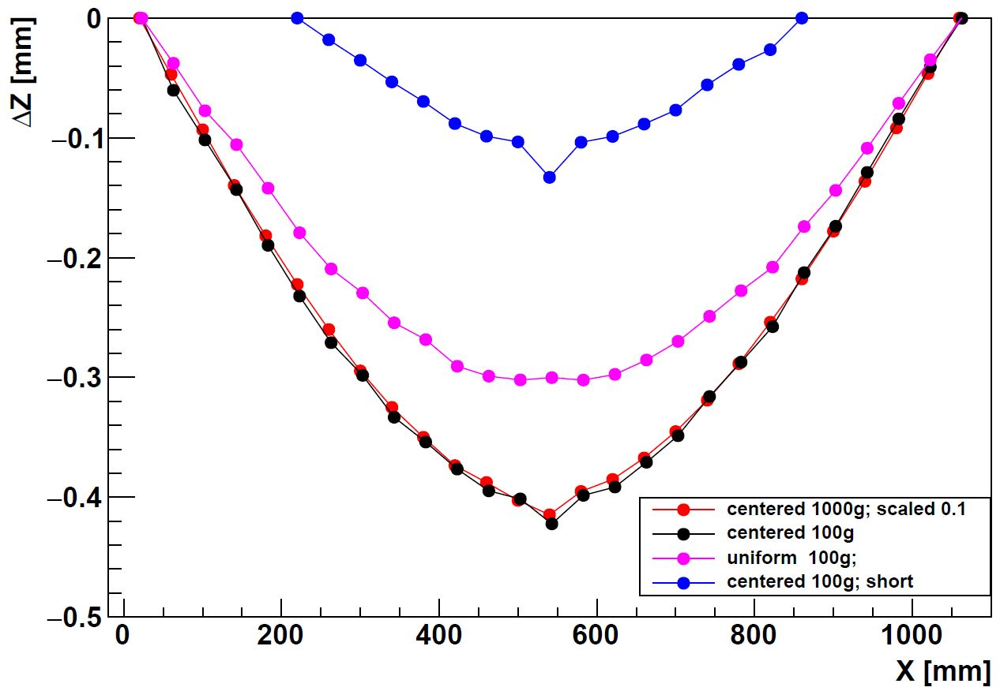 ΔZ [mm]
0
−0.1
−0.2
−0.3
−0.4
−0.5
0 200 400 600 800 1000
X [mm]
centered 1000g; scaled 0.1
centered 100g
uniform 100g;
centered 100g; short